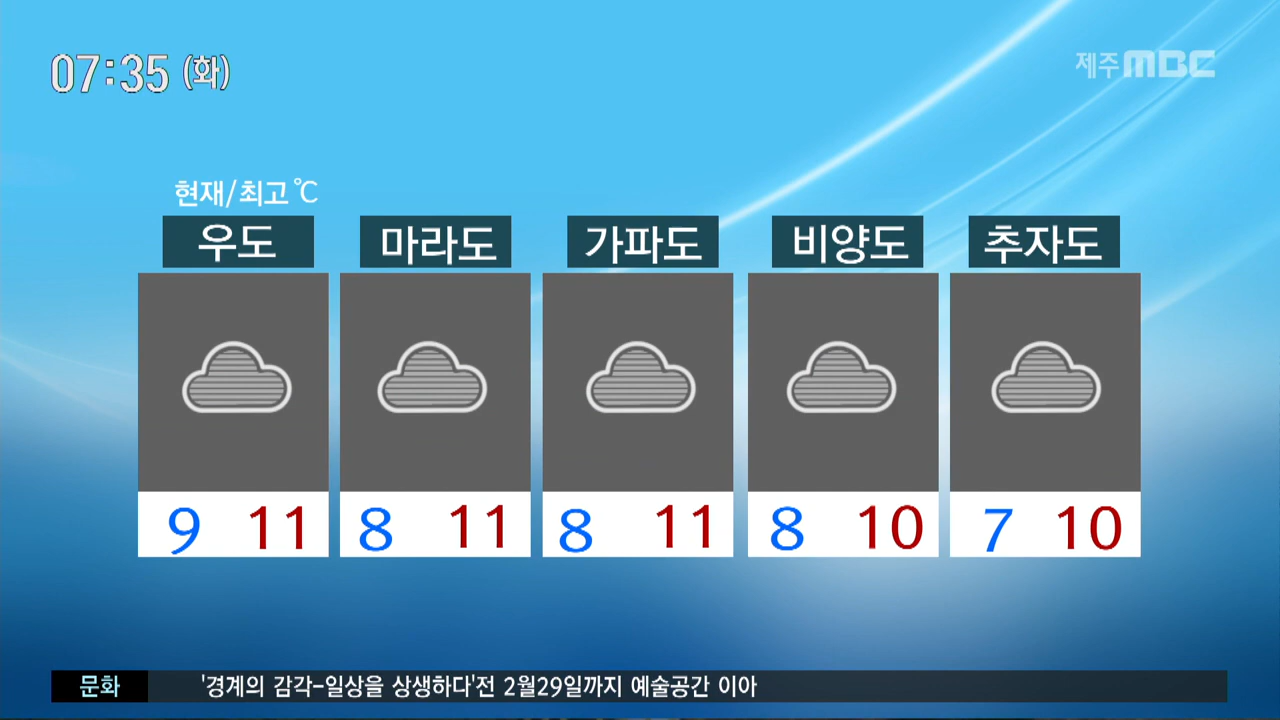 07:35 (화)
제주MBC
현재/최고 ℃
우도 마라도 가파도 비양도 추자도
9 11 8 11 8 11 8 10 7 10
문화 '경계의 감각-일상을 상생하다'전 2월29일까지 예술공간 이아